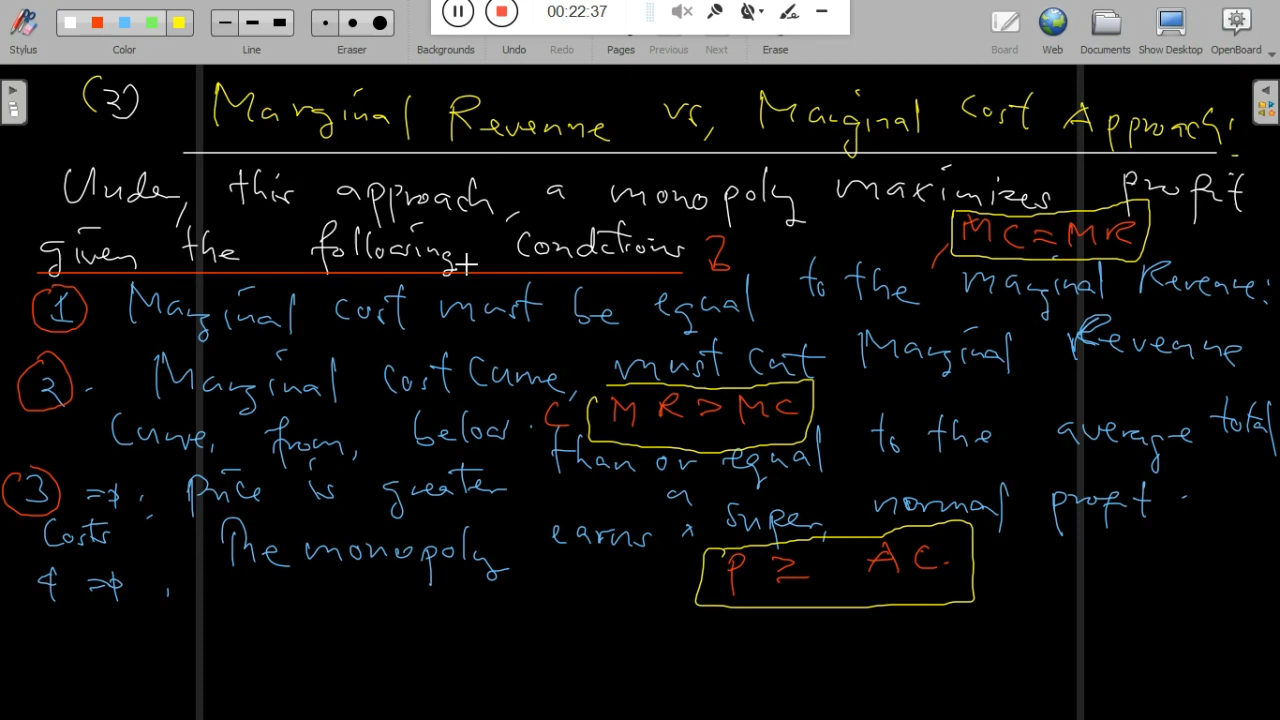 00:22:37
Stylus Color Line Eraser Backgrounds Undo Redo Pages Previous Next Erase Board Web Documents Show Desktop OpenBoard
(3) Marginal Revenue vs, Marginal Cost Approach:
Under, this approach, a monopoly maximizes profit
given the following conditions
MC = MR
1 Marginal cost must be equal to the marginal Revenue:
2. Marginal cost Curve, must cut Marginal Revenue
Curve, from, below. MR > MC
3 => . Price is greater than or equal to the average total
Costs
4 => . The monopoly earns a super, normal profit.
P ≥ AC.